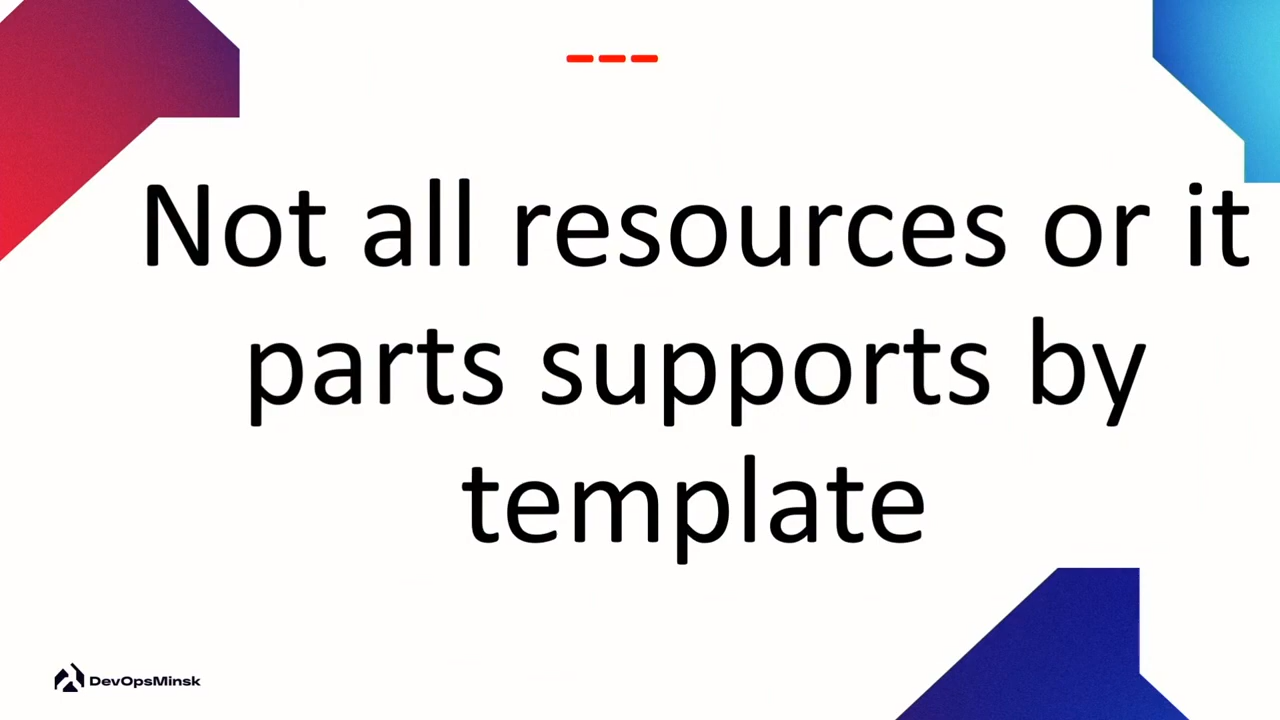 ---
Not all resources or it
parts supports by
template
DevOpsMinsk